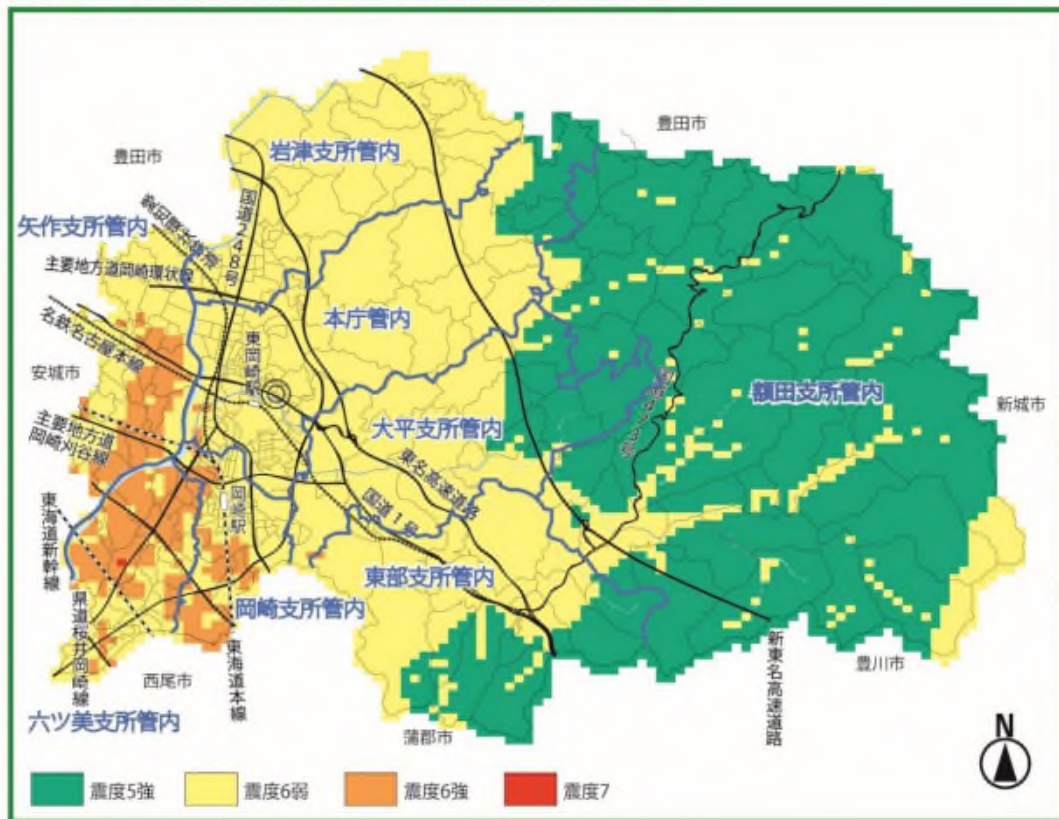 豊田市
豊田市
岩津支所管内
矢作支所管内
国道248号
主要地方道岡崎環状線
名鉄名古屋本線
東岡崎駅
本庁管内
安城市
額田支所管内
新城市
主要地方道
岡崎刈谷線
大平支所管内
東名高速道路
国道1号
岡崎駅
東海道新幹線
東部支所管内
岡崎支所管内
県道桜井岡崎線
東海道本線
西尾市
新東名高速道路
豊川市
六ツ美支所管内
蒲郡市
N
震度5強
震度6弱
震度6強
震度7